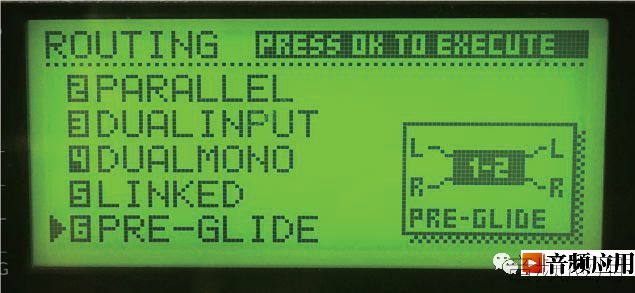 ROUTING PRESS OK TO EXECUTE
2 PARALLEL
3 DUALINPUT
4 DUALMONO
5 LINKED
6 PRE-GLIDE
L L
1-2
R R
PRE-GLIDE
音频应用
G